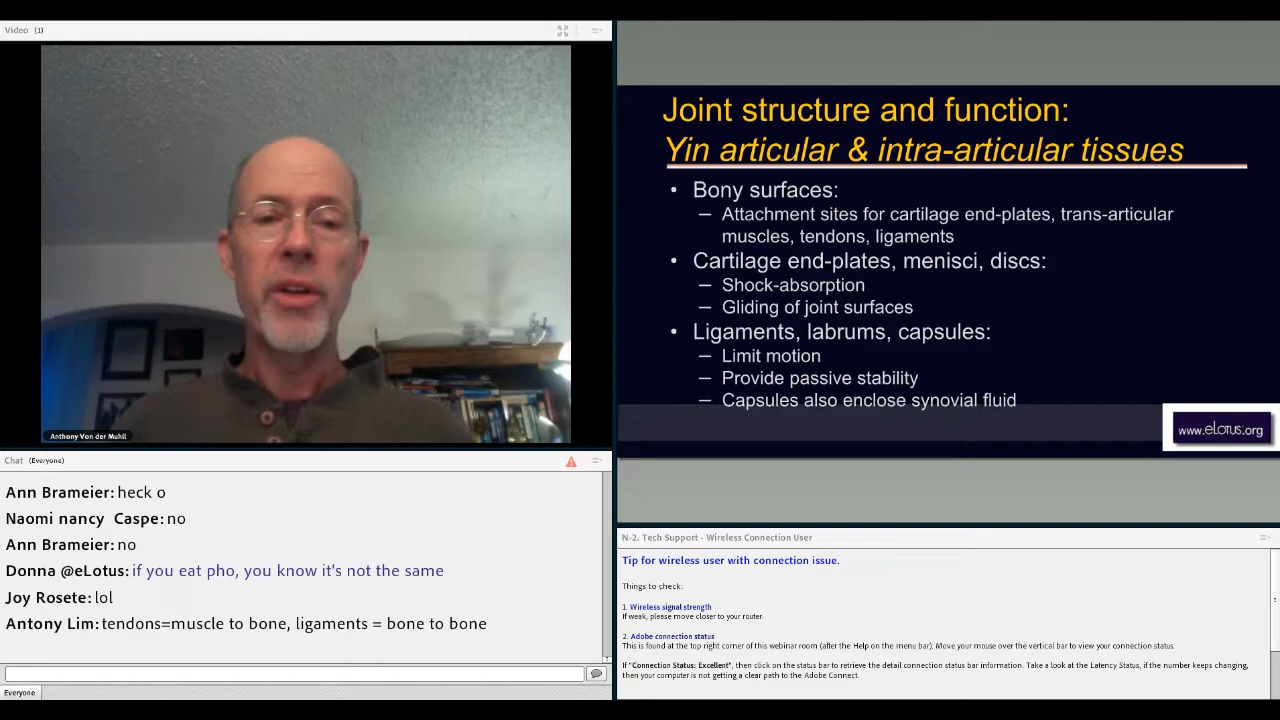 Video (1)
Anthony Von der Muhll
Chat (Everyone)
Ann Brameier: heck o
Naomi nancy Caspe: no
Ann Brameier: no
Donna @eLotus: if you eat pho, you know it's not the same
Joy Rosete: lol
Antony Lim: tendons=muscle to bone, ligaments = bone to bone
Everyone
Joint structure and function:
Yin articular & intra-articular tissues
• Bony surfaces:
– Attachment sites for cartilage end-plates, trans-articular
muscles, tendons, ligaments
• Cartilage end-plates, menisci, discs:
– Shock-absorption
– Gliding of joint surfaces
• Ligaments, labrums, capsules:
– Limit motion
– Provide passive stability
– Capsules also enclose synovial fluid
www.eLotus.org
N-2. Tech Support - Wireless Connection User
Tip for wireless user with connection issue.
Things to check:
1. Wireless signal strength
If weak, please move closer to your router.
2. Adobe connection status
This is found at the top right corner of this webinar room (after the Help on the menu bar). Move your mouse over the vertical bar to view your connection status.
If "Connection Status: Excellent", then click on the status bar to retrieve the detail connection status bar information. Take a look at the Latency Status, if the number keeps changing,
then your computer is not getting a clear path to the Adobe Connect.